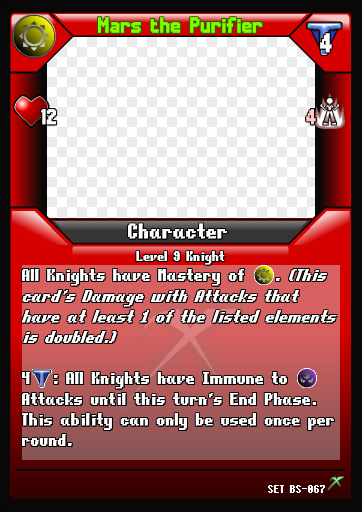 Mars the Purifier
4
12
4
Character
Level 9 Knight
All Knights have Mastery of . (This
card's Damage with Attacks that
have at least 1 of the listed elements
is doubled.)
4 : All Knights have Immune to
Attacks until this turn's End Phase.
This ability can only be used once per
round.
SET BS-067